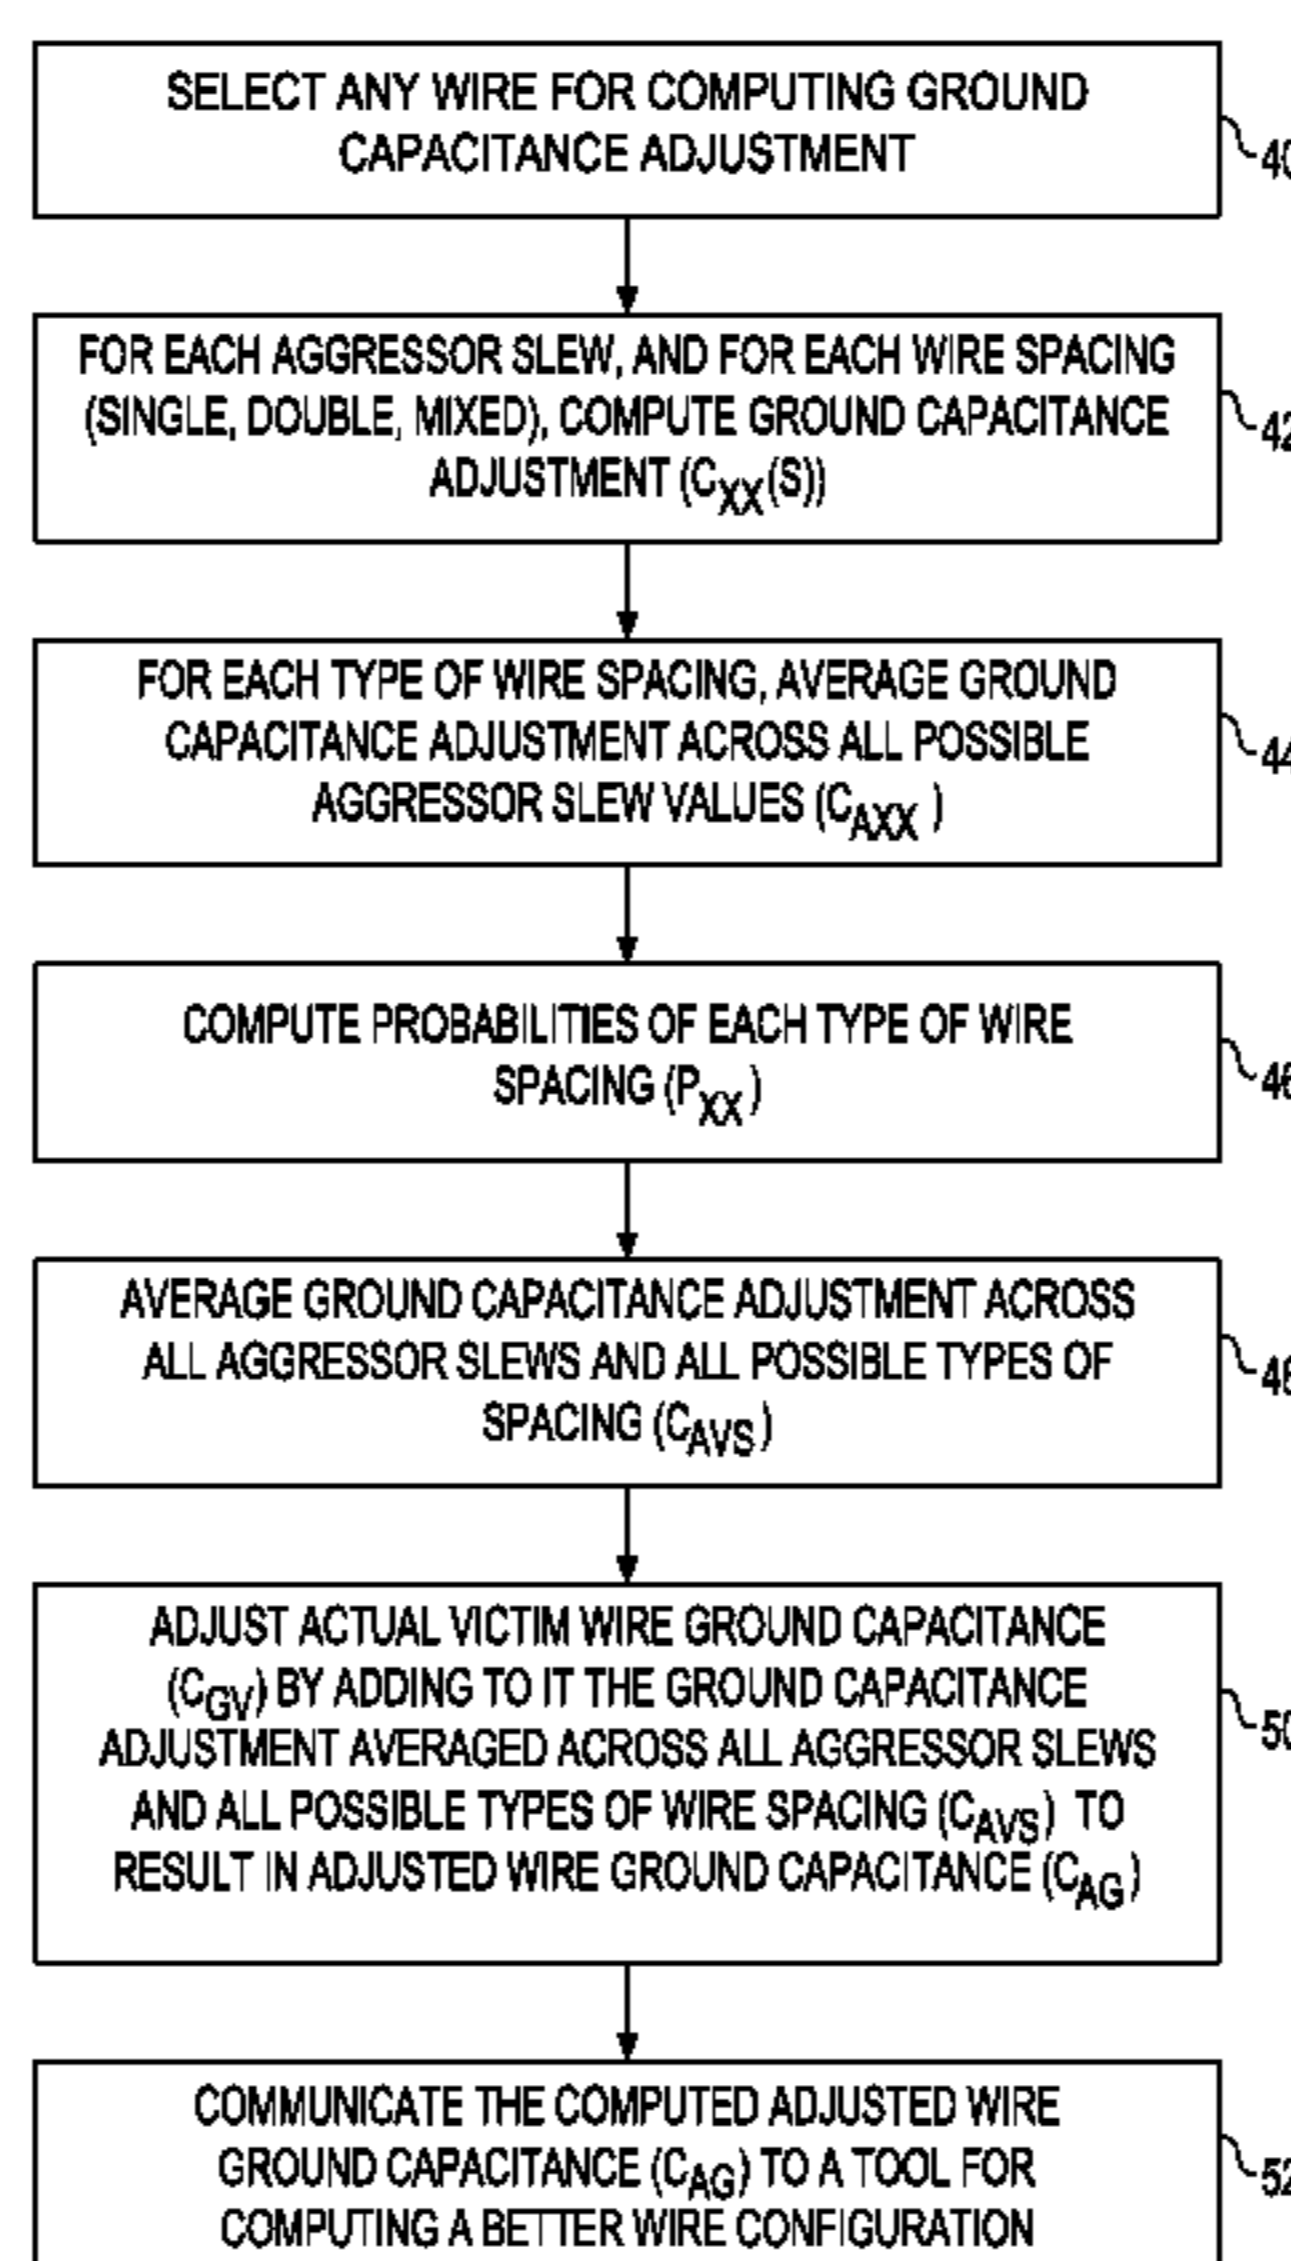 SELECT ANY WIRE FOR COMPUTING GROUND
CAPACITANCE ADJUSTMENT
40
FOR EACH AGGRESSOR SLEW, AND FOR EACH WIRE SPACING
(SINGLE, DOUBLE, MIXED), COMPUTE GROUND CAPACITANCE
ADJUSTMENT (CXX(S))
42
FOR EACH TYPE OF WIRE SPACING, AVERAGE GROUND
CAPACITANCE ADJUSTMENT ACROSS ALL POSSIBLE
AGGRESSOR SLEW VALUES (CAXX )
44
COMPUTE PROBABILITIES OF EACH TYPE OF WIRE
SPACING (PXX )
46
AVERAGE GROUND CAPACITANCE ADJUSTMENT ACROSS
ALL AGGRESSOR SLEWS AND ALL POSSIBLE TYPES OF
SPACING (CAVS )
ADJUST ACTUAL VICTIM WIRE GROUND CAPACITANCE
(CGV) BY ADDING TO IT THE GROUND CAPACITANCE
ADJUSTMENT AVERAGED ACROSS ALL AGGRESSOR SLEWS
AND ALL POSSIBLE TYPES OF WIRE SPACING (CAVS) TO
RESULT IN ADJUSTED WIRE GROUND CAPACITANCE (CAG )
50
COMMUNICATE THE COMPUTED ADJUSTED WIRE
GROUND CAPACITANCE (CAG) TO A TOOL FOR
COMPUTING A BETTER WIRE CONFIGURATION
52